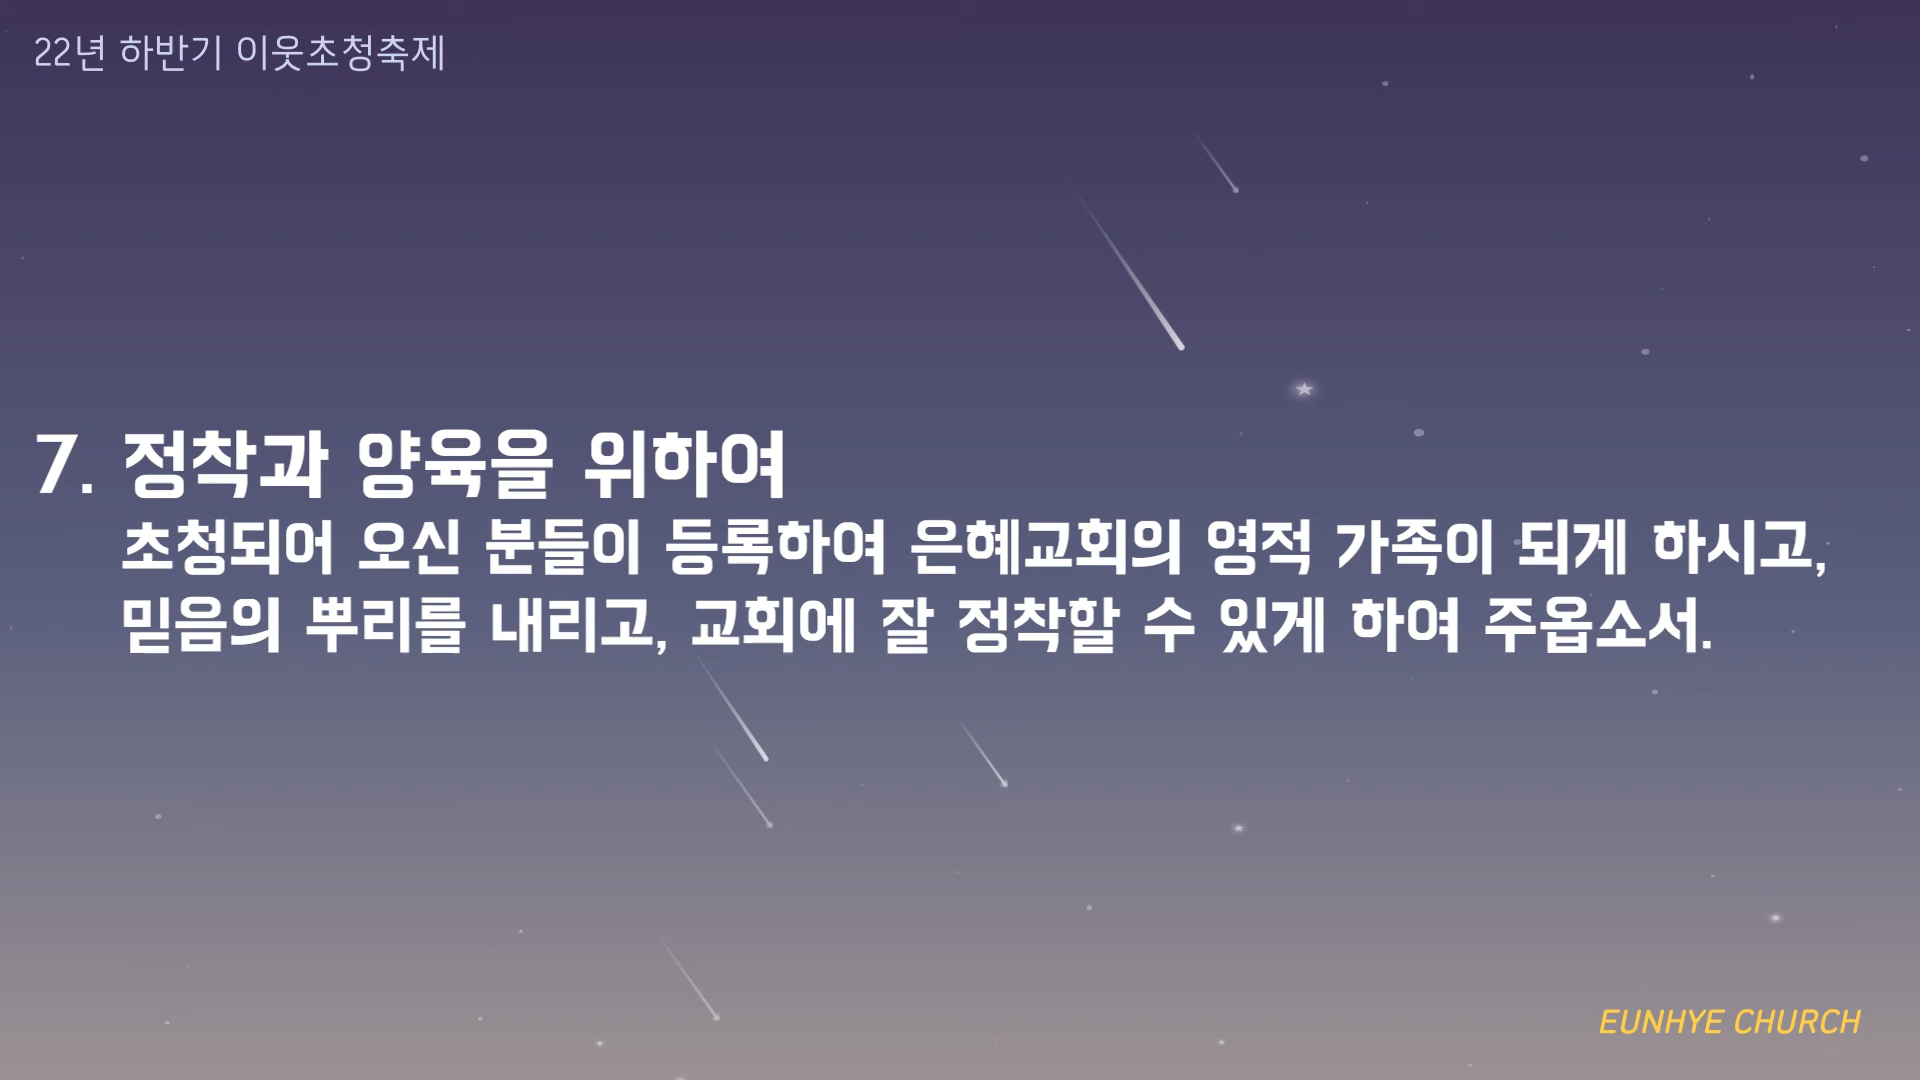 22년 하반기 이웃초청축제
7. 정착과 양육을 위하여
초청되어 오신 분들이 등록하여 은혜교회의 영적 가족이 되게 하시고,
믿음의 뿌리를 내리고, 교회에 잘 정착할 수 있게 하여 주옵소서.
EUNHYE CHURCH